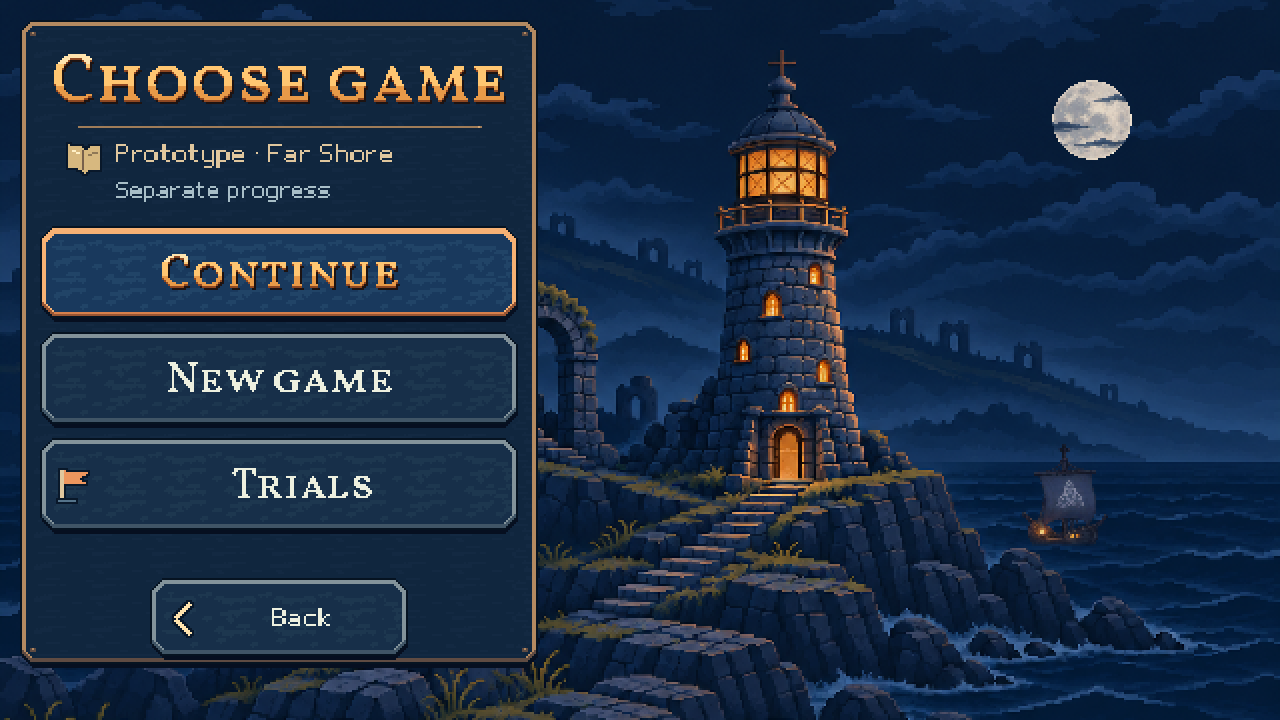 Choose game
Prototype · Far Shore
Separate progress
Continue
New game
Trials
Back